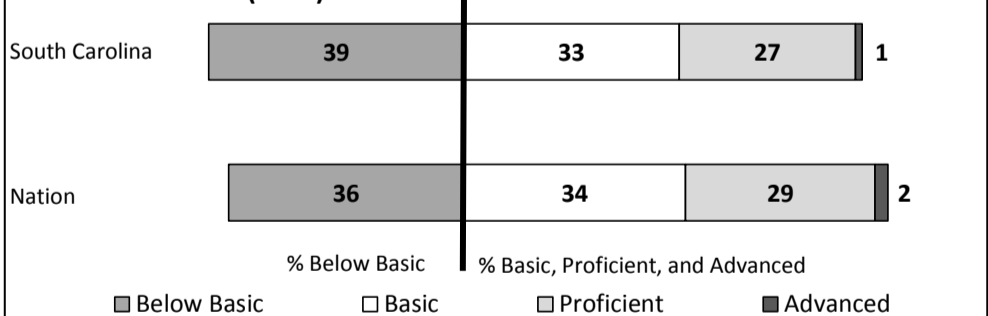 South Carolina 39 33 27 1
Nation 36 34 29 2
% Below Basic % Basic, Proficient, and Advanced
Below Basic Basic Proficient Advanced